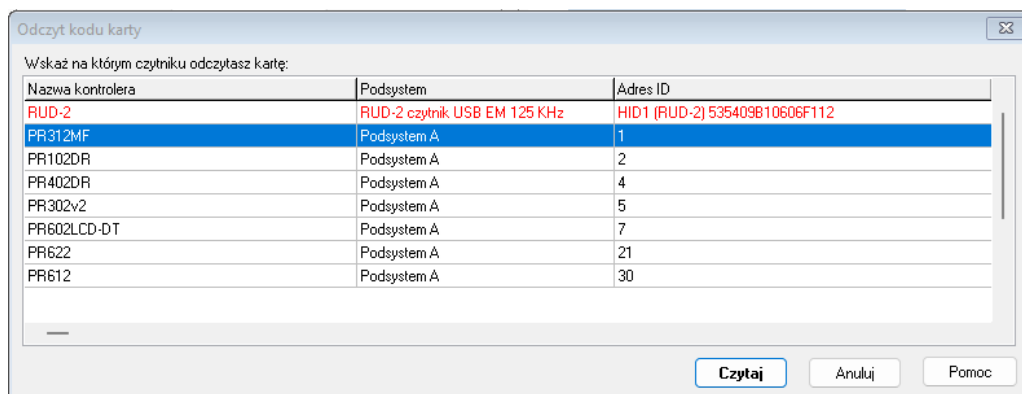 Odczyt kodu karty
Wskaż na którym czytniku odczytasz kartę:
Nazwa kontrolera Podsystem Adres ID
RUD-2 RUD-2 czytnik USB EM 125 KHz HID1 (RUD-2) 535409B10606F112
PR312MF Podsystem A 1
PR102DR Podsystem A 2
PR402DR Podsystem A 4
PR302v2 Podsystem A 5
PR602LCD-DT Podsystem A 7
PR622 Podsystem A 21
PR612 Podsystem A 30
Czytaj Anuluj Pomoc